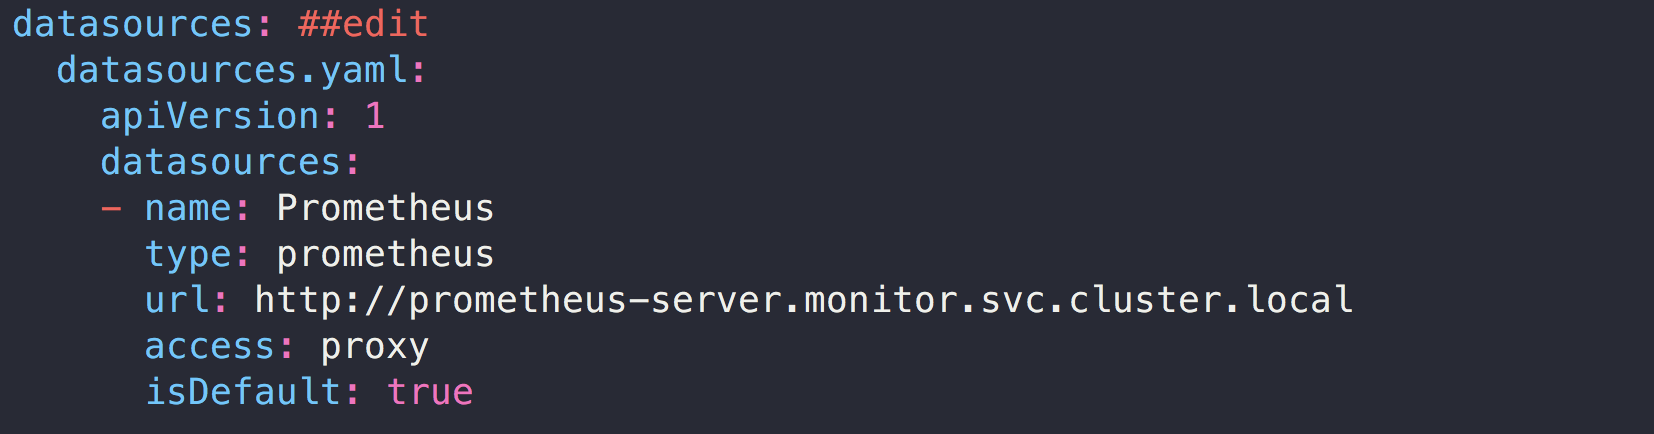 datasources: ##edit
  datasources.yaml:
    apiVersion: 1
    datasources:
    - name: Prometheus
      type: prometheus
      url: http://prometheus-server.monitor.svc.cluster.local
      access: proxy
      isDefault: true